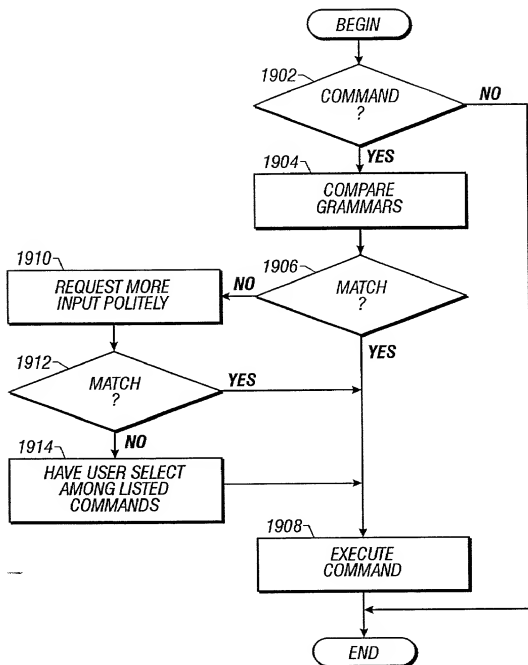 BEGIN
1902
COMMAND
?
NO
YES
1904
COMPARE
GRAMMARS
1906
MATCH
?
NO
YES
1910
REQUEST MORE
INPUT POLITELY
1912
MATCH
?
YES
NO
1914
HAVE USER SELECT
AMONG LISTED
COMMANDS
1908
EXECUTE
COMMAND
END